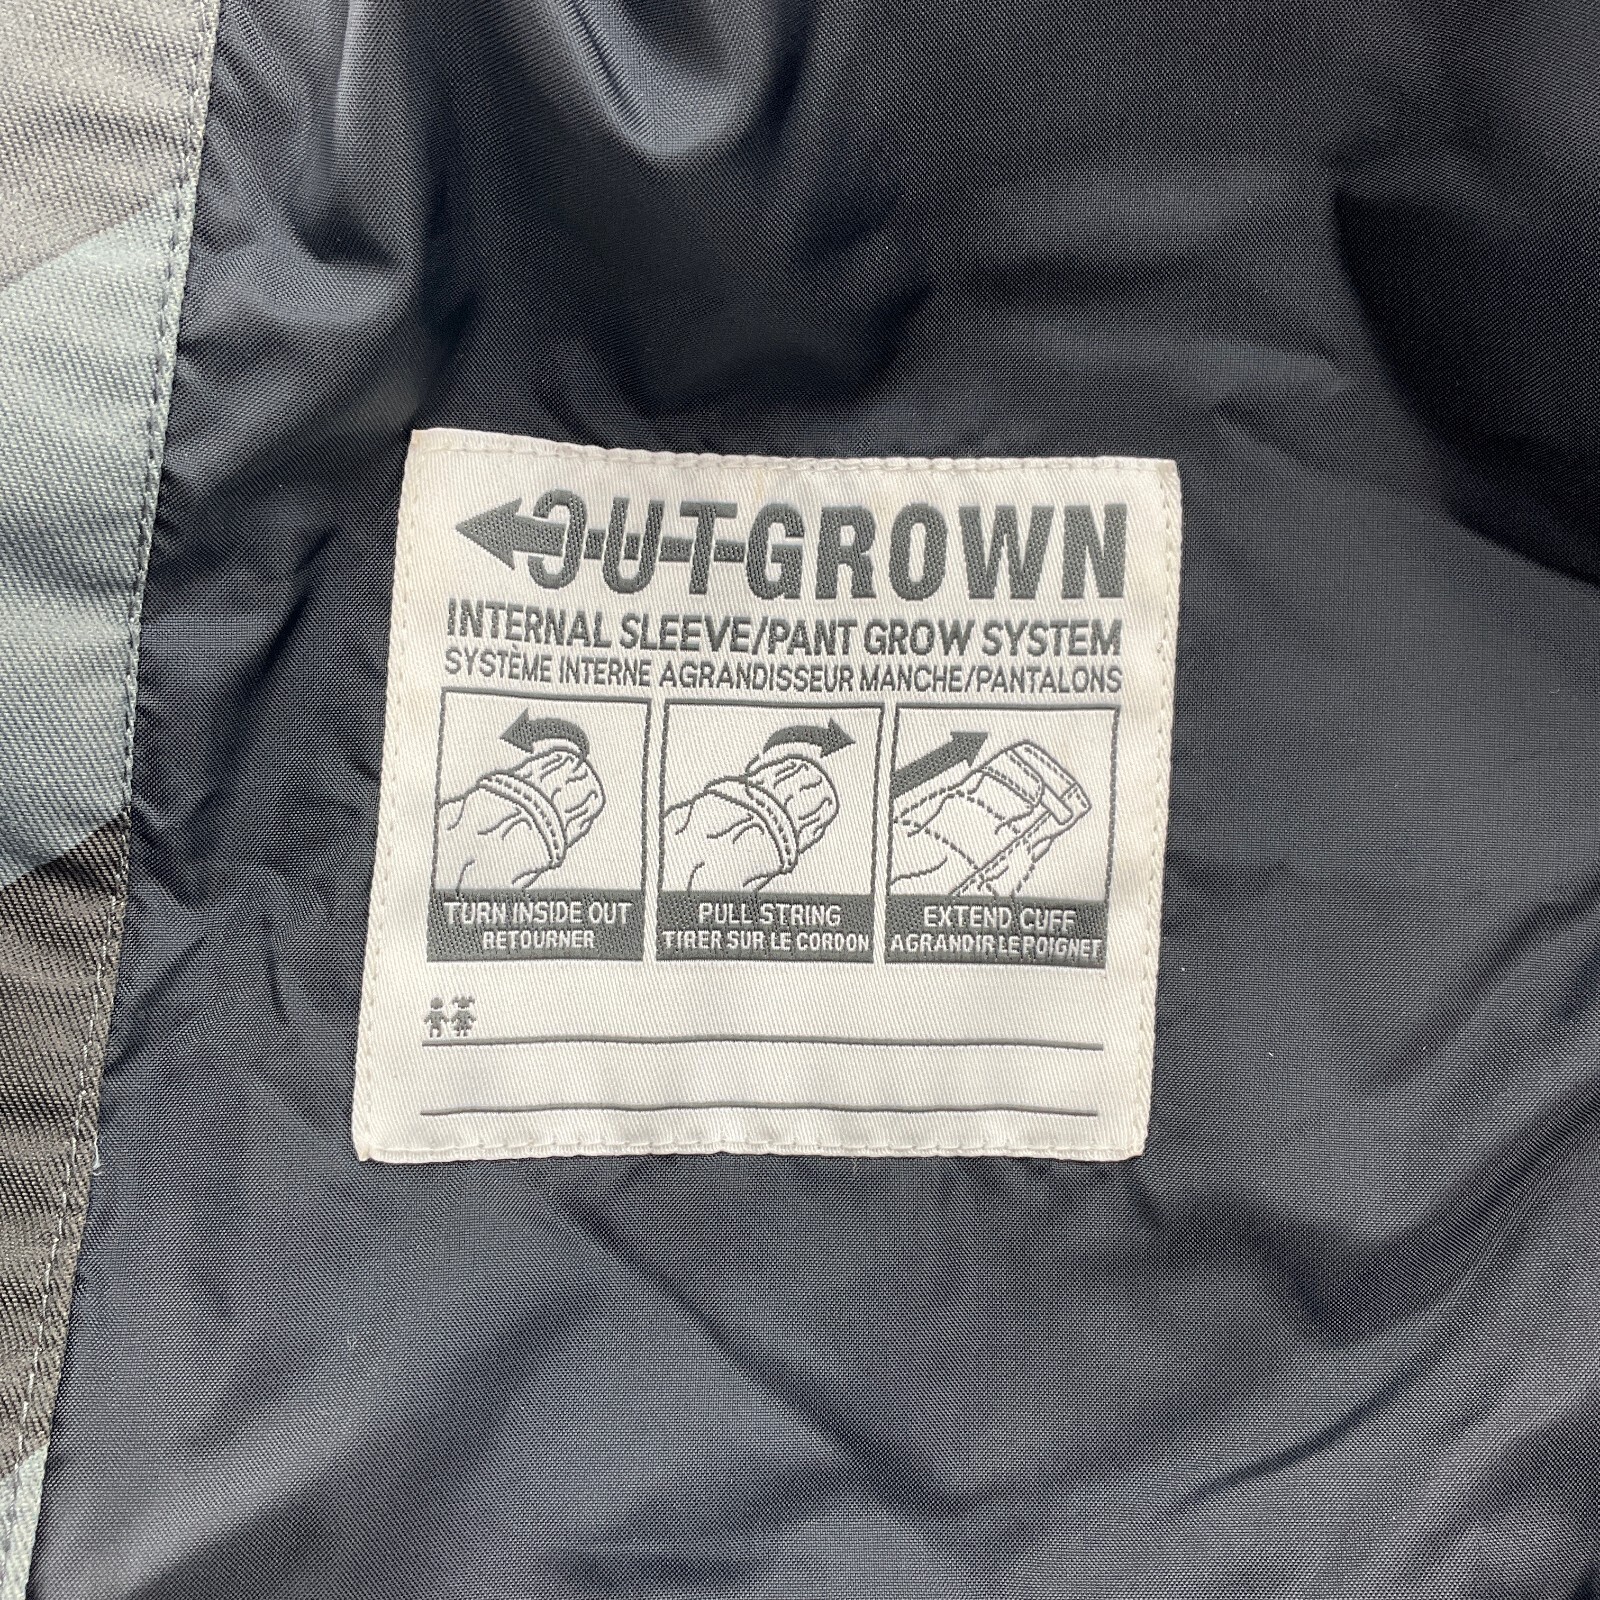 OUTGROWN
INTERNAL SLEEVE/PANT GROW SYSTEM
SYSTÈME INTERNE AGRANDISSEUR MANCHE/PANTALONS
TURN INSIDE OUT
RETOURNER
PULL STRING
TIRER SUR LE CORDON
EXTEND CUFF
AGRANDIR LE POIGNET